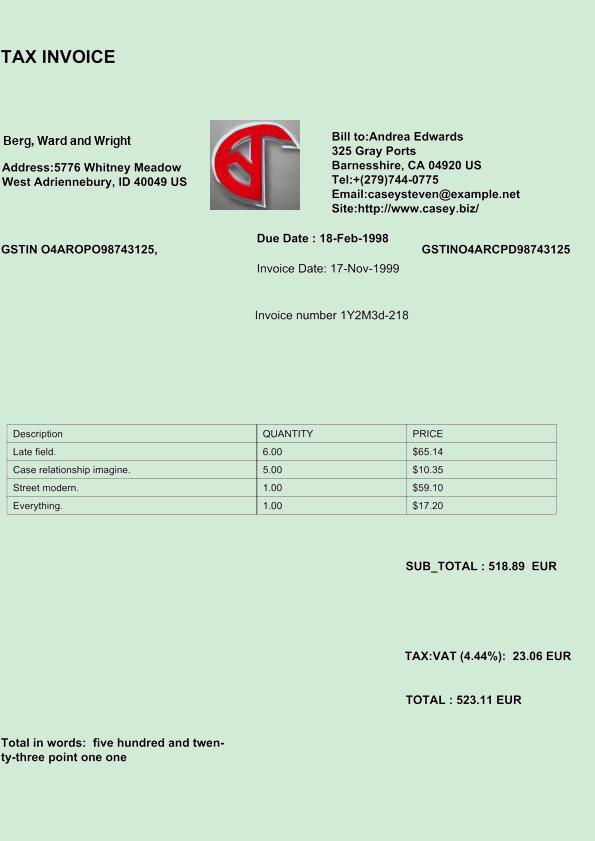 TAX INVOICE
Berg, Ward and Wright
Address:5776 Whitney Meadow
West Adriennebury, ID 40049 US
Bill to:Andrea Edwards
325 Gray Ports
Barnesshire, CA 04920 US
Tel:+(279)744-0775
Email:caseysteven@example.net
Site:http://www.casey.biz/
GSTIN O4AROPO98743125,
Due Date : 18-Feb-1998
GSTINO4ARCPD98743125
Invoice Date: 17-Nov-1999
Invoice number 1Y2M3d-218
Description QUANTITY PRICE
Late field. 6.00 $65.14
Case relationship imagine. 5.00 $10.35
Street modern. 1.00 $59.10
Everything. 1.00 $17.20
SUB_TOTAL : 518.89 EUR
TAX:VAT (4.44%): 23.06 EUR
TOTAL : 523.11 EUR
Total in words: five hundred and twen-
ty-three point one one